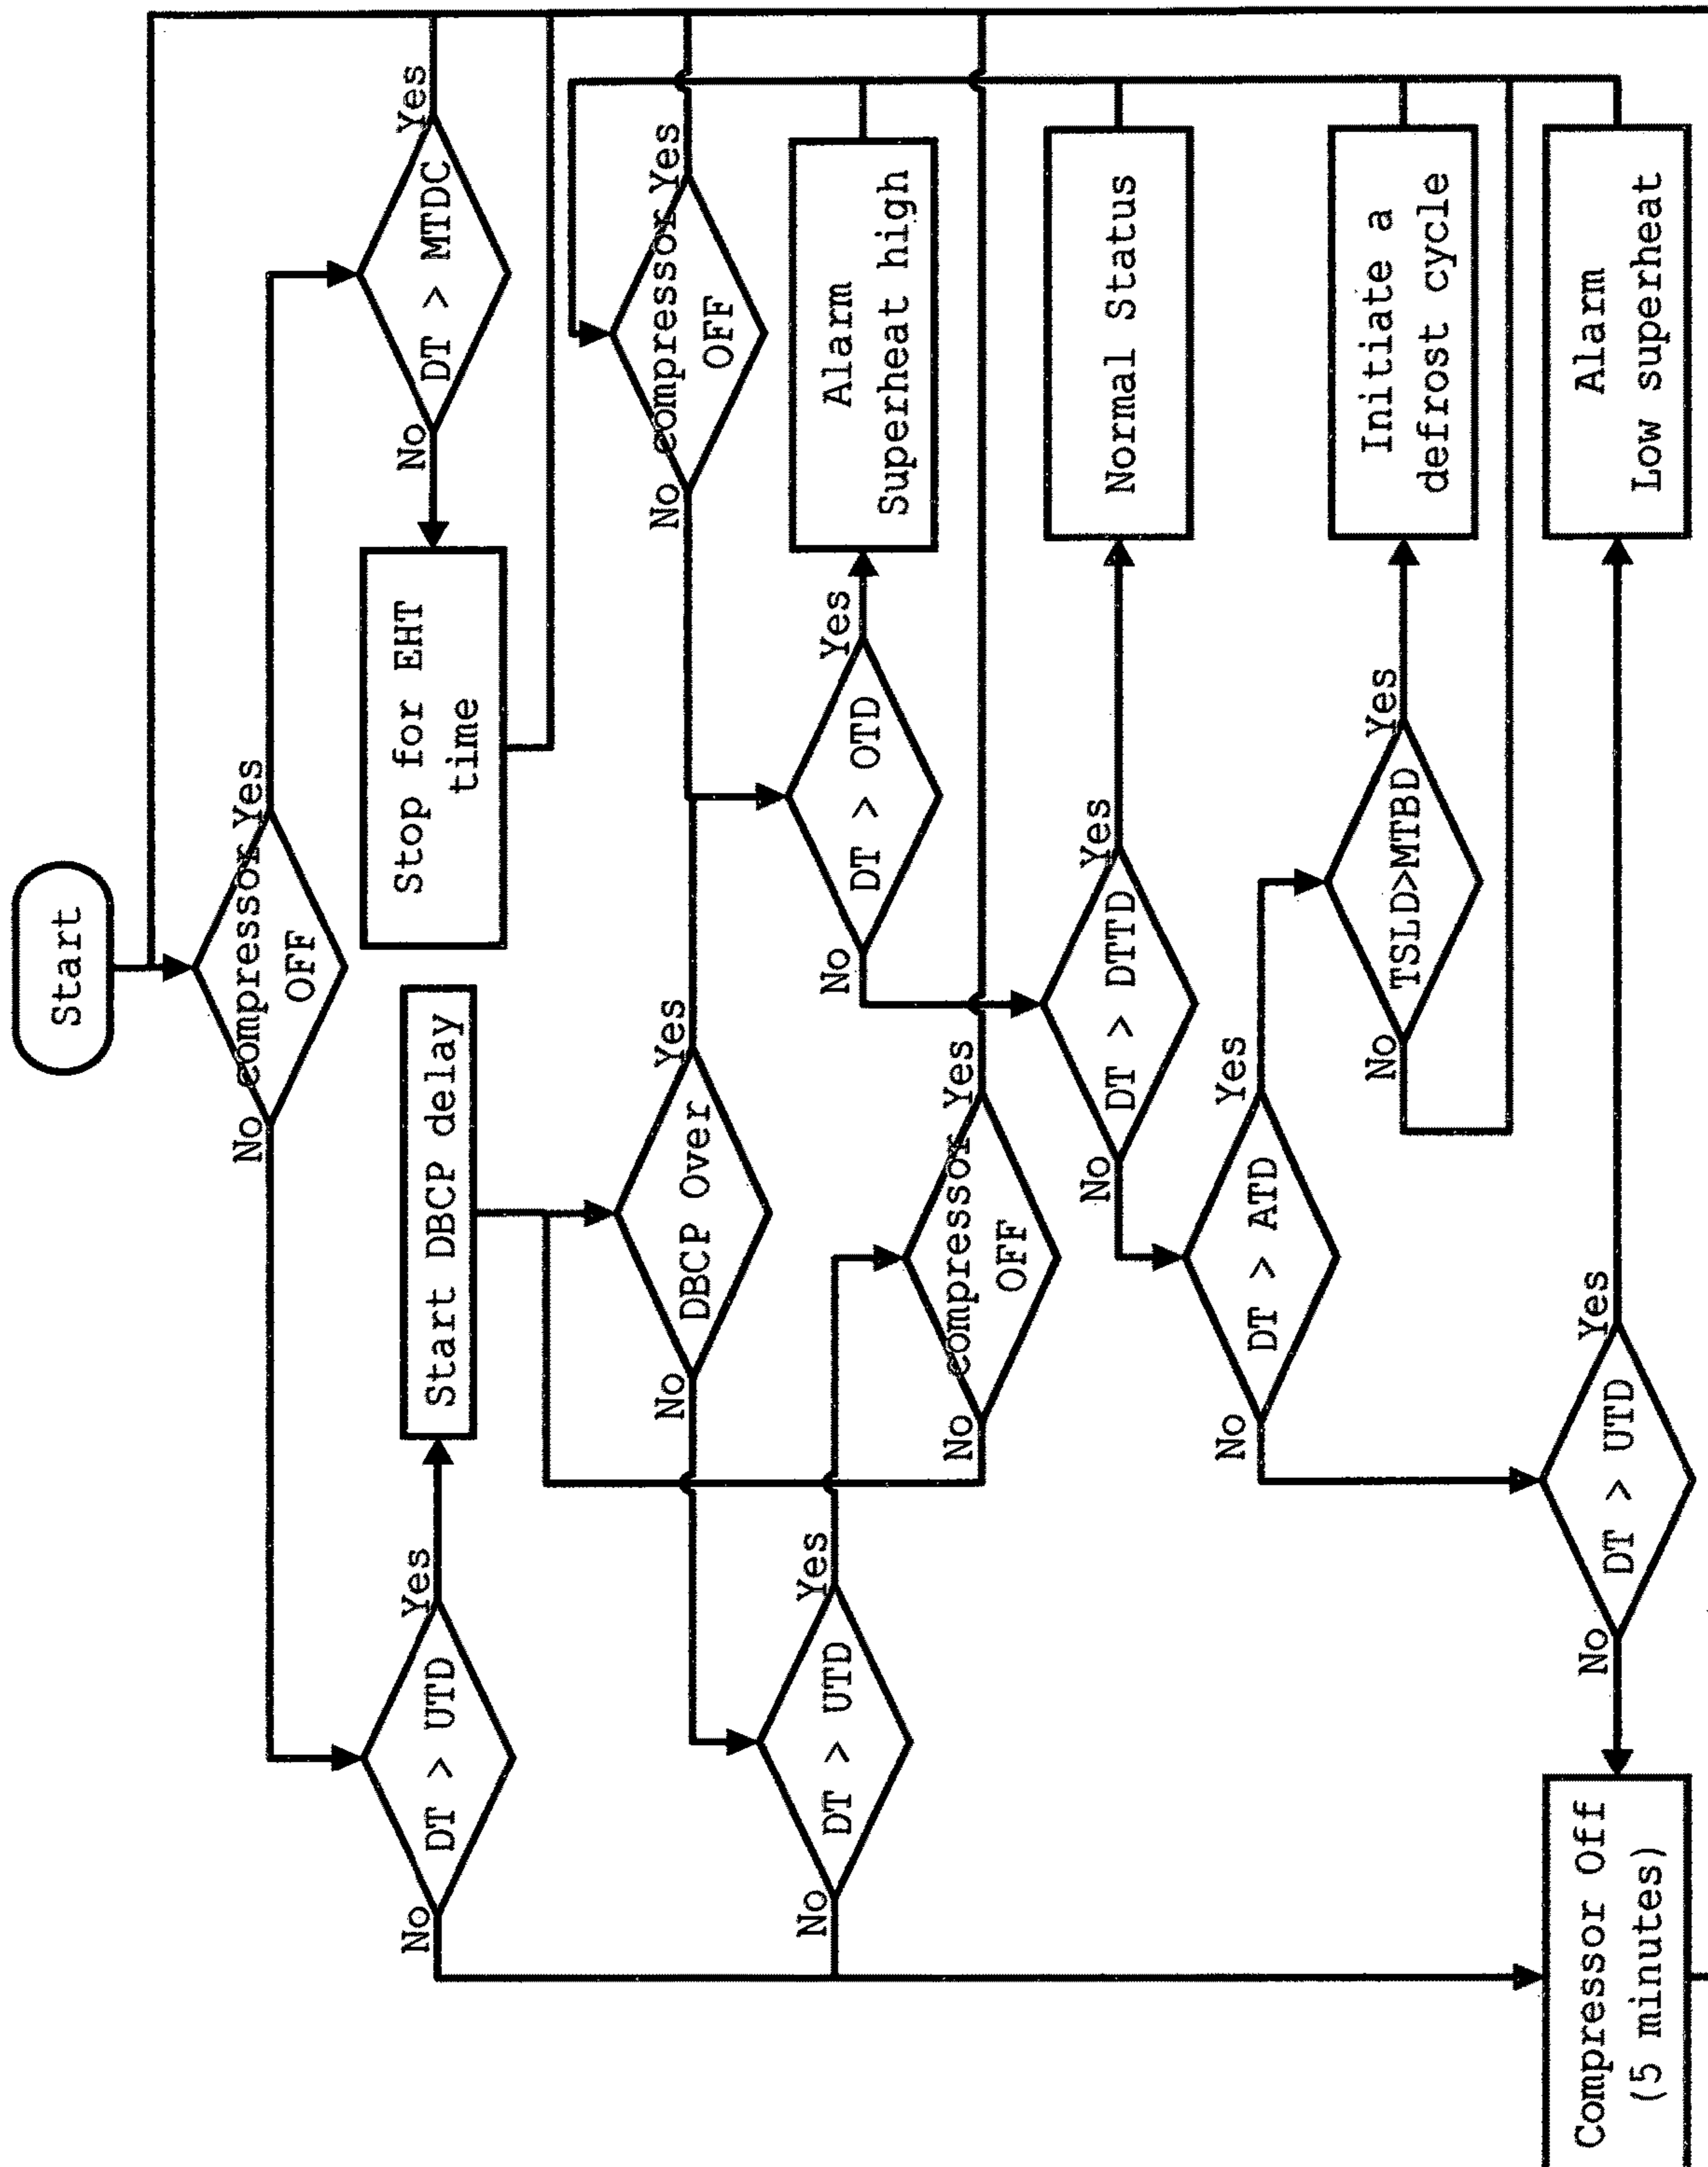 Start
No
compressor
OFF
Yes
No
DT > UTD
Yes
Start DBCP delay
Stop for EHT
time
No
DT > MTDC
Yes
No
DBCP Over
Yes
No
compressor
OFF
Yes
No
DT > UTD
Yes
No
DT > OTD
Yes
Alarm
Superheat high
No
compressor
OFF
Yes
No
DT > DTTD
Yes
Normal Status
No
DT > ATD
Yes
No
TSLD>MTBD
Yes
Initiate a
defrost cycle
Compressor Off
(5 minutes)
No
DT > UTD
Yes
Alarm
Low superheat